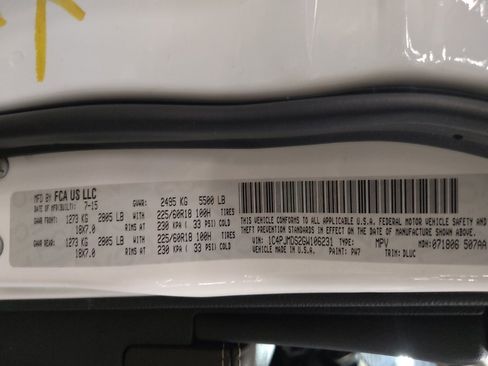 MFD BY FCA US LLC
DATE OF MFR(BUILT): 7-15 GVWR: 2495 KG 5500 LB
GAWR FRONT: 1273 KG 2805 LB WITH 225/60R18 100H TIRES
18X7.0 RIMS AT 230 KPA ( 33 PSI) COLD
GAWR REAR: 1273 KG 2805 LB WITH 225/60R18 100H TIRES
18X7.0 RIMS AT 230 KPA ( 33 PSI) COLD
THIS VEHICLE CONFORMS TO ALL APPLICABLE U.S.A. FEDERAL MOTOR VEHICLE SAFETY AND
THEFT PREVENTION STANDARDS IN EFFECT ON THE DATE OF MANUFACTURE SHOWN ABOVE.
VIN: 1C4PJMDS2GW106231 TYPE: MPV MDH: 071806 507AA
VEHICLE MADE IN U.S.A. PAINT: PW7 TRIM: DLUC